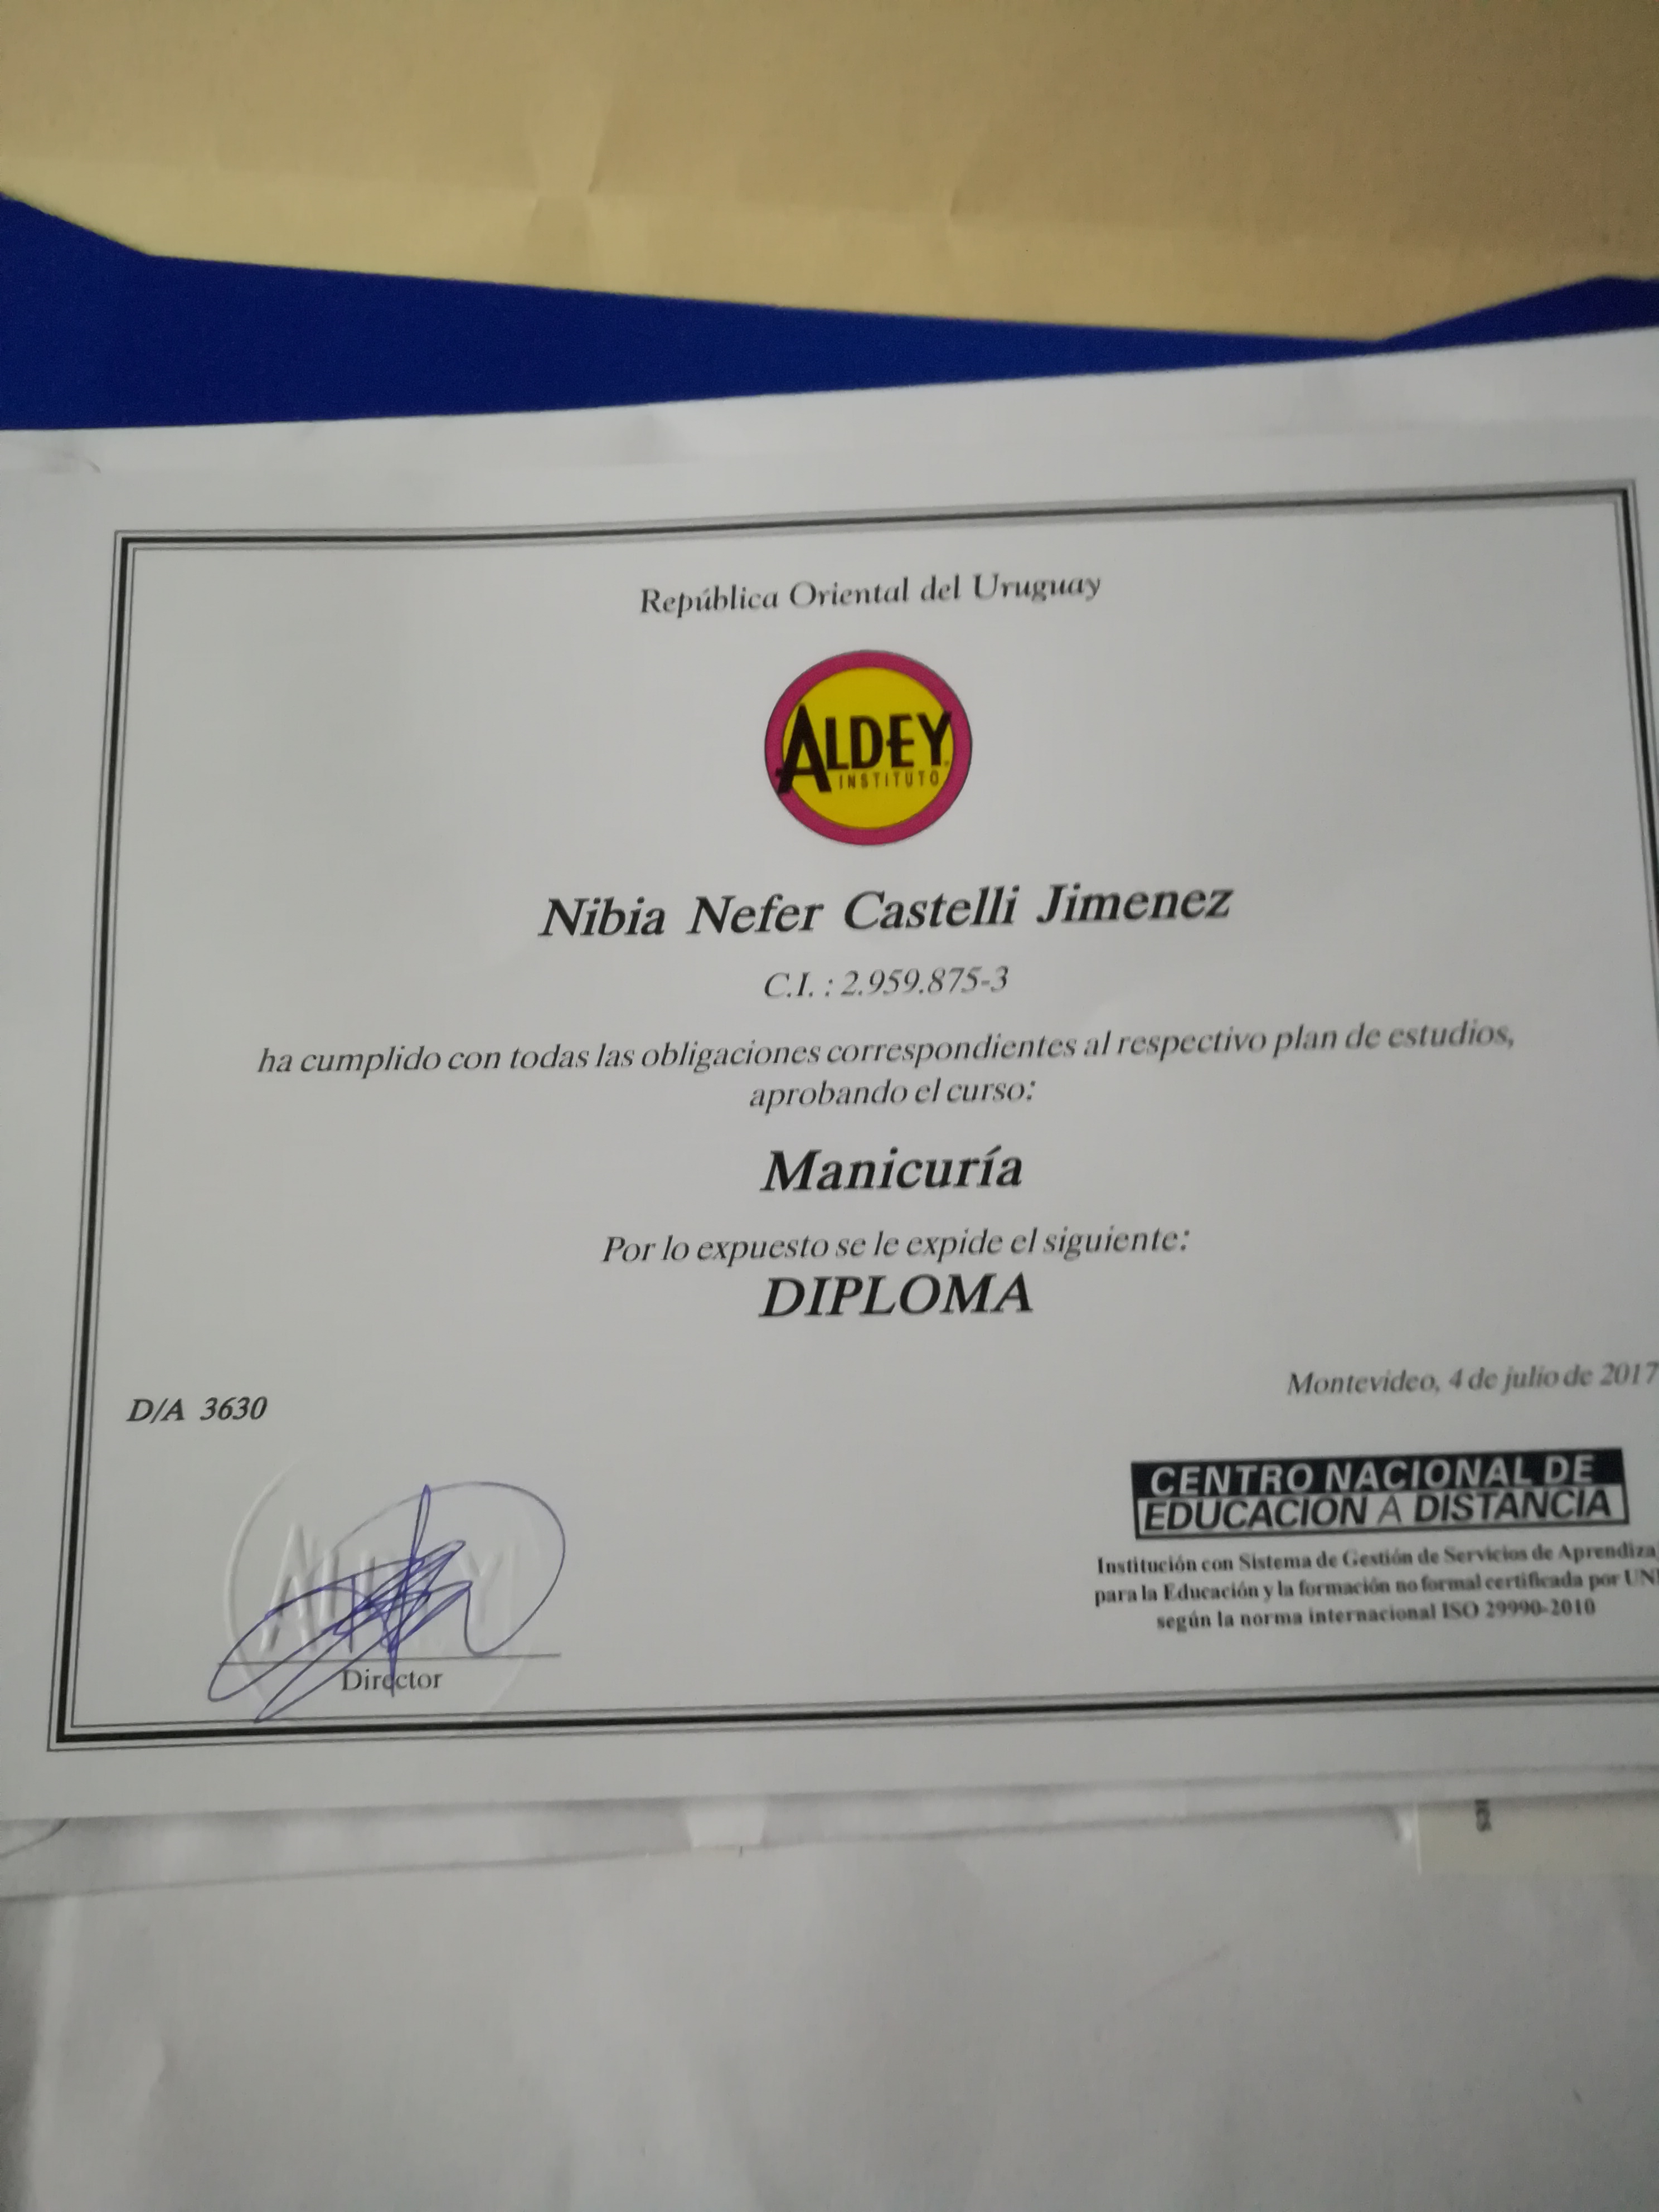 República Oriental del Uruguay
ALDEY
INSTITUTO
Nibia Nefer Castelli Jimenez
C.I. : 2.959.875-3
ha cumplido con todas las obligaciones correspondientes al respectivo plan de estudios,
aprobando el curso:
Manicuría
Por lo expuesto se le expide el siguiente:
DIPLOMA
Montevideo, 4 de julio de 2017
D/A 3630
CENTRO NACIONAL DE
EDUCACIÓN A DISTANCIA
Institución con Sistema de Gestión de Servicios de Aprendiza
para la Educación y la formación no formal certificada por UNI
según la norma internacional ISO 29990-2010
ALDEY
Director